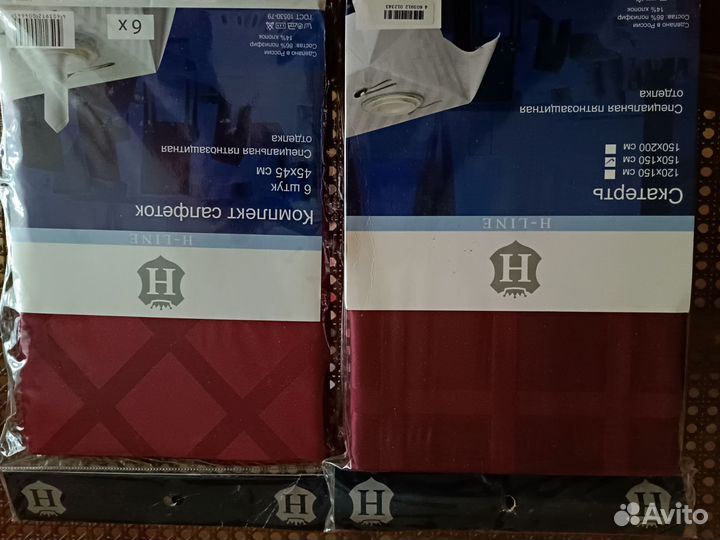 Комплект салфеток
6 штук
45х45 см
Специальная пятнозащитная
отделка
Сделано в России
Состав: 86% полиэфир
14% хлопок
ГОСТ 10530-79
6 x
H-LINE
H
H
H
Скатерть
120х150 см
150х150 см
150х200 см
Специальная пятнозащитная
отделка
Состав: 86% полиэфир
14% хлопок
H-LINE
H
H
H
Avito